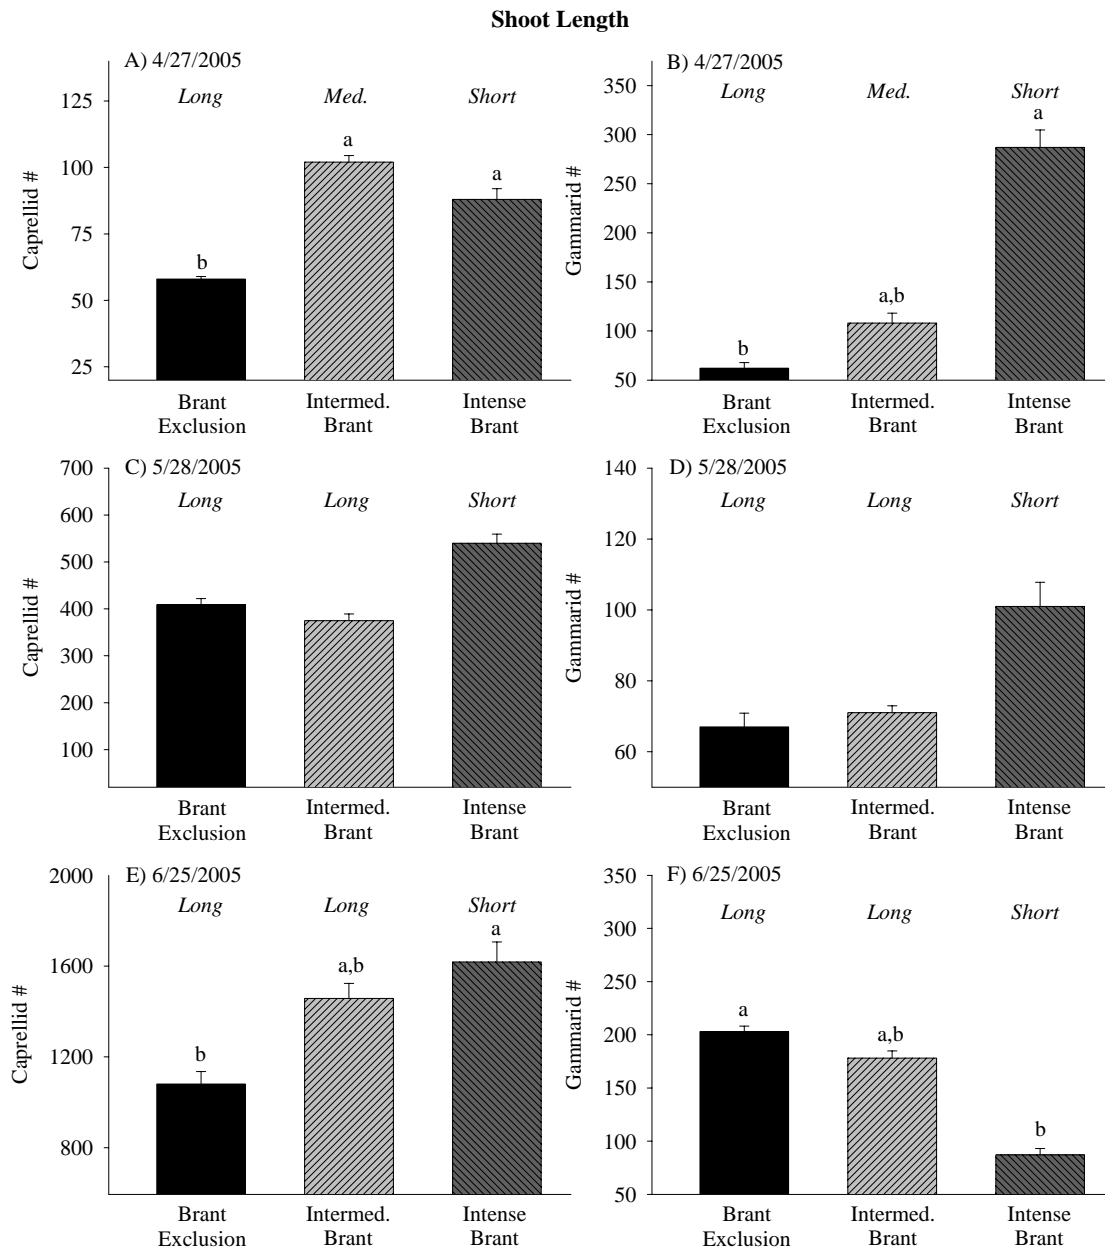 Shoot Length
A) 4/27/2005
Long
Med.
Short
125
100
75
50
25
Caprellid #
b
a
a
Brant
Exclusion
Intermed.
Brant
Intense
Brant
B) 4/27/2005
Long
Med.
Short
350
300
250
200
150
100
50
Gammarid #
b
a,b
a
Brant
Exclusion
Intermed.
Brant
Intense
Brant
C) 5/28/2005
Long
Long
Short
700
600
500
400
300
200
100
Caprellid #
Brant
Exclusion
Intermed.
Brant
Intense
Brant
D) 5/28/2005
Long
Long
Short
140
120
100
80
60
Gammarid #
Brant
Exclusion
Intermed.
Brant
Intense
Brant
E) 6/25/2005
Long
Long
Short
2000
1600
1200
800
Caprellid #
b
a,b
a
Brant
Exclusion
Intermed.
Brant
Intense
Brant
F) 6/25/2005
Long
Long
Short
350
300
250
200
150
100
50
Gammarid #
a
a,b
b
Brant
Exclusion
Intermed.
Brant
Intense
Brant